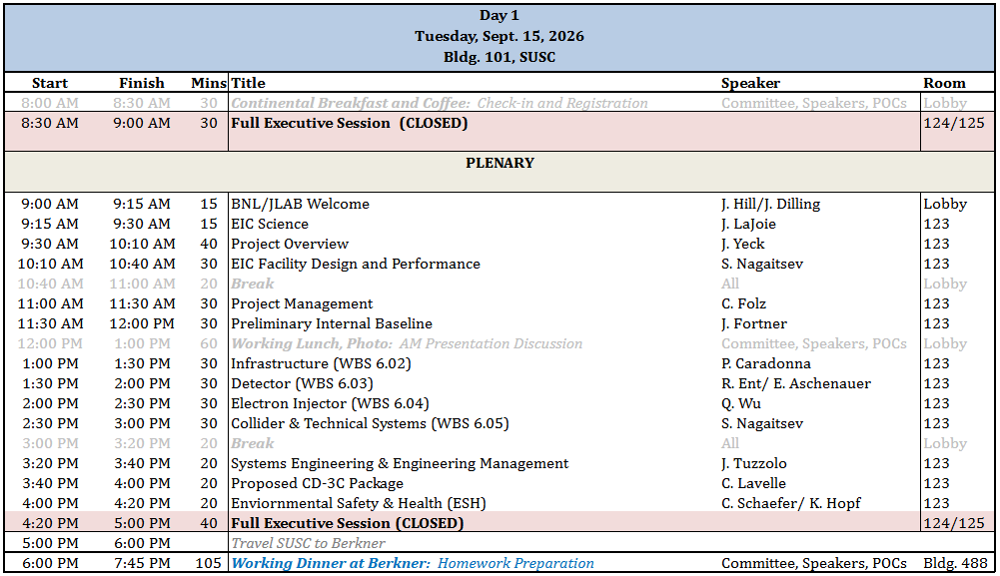 Day 1
Tuesday, Sept. 15, 2026
Bldg. 101, SUSC
Start Finish Mins Title Speaker Room
8:00 AM 8:30 AM 30 Continental Breakfast and Coffee: Check-in and Registration Committee, Speakers, POCs Lobby
8:30 AM 9:00 AM 30 Full Executive Session (CLOSED) 124/125
PLENARY
9:00 AM 9:15 AM 15 BNL/JLAB Welcome J. Hill/J. Dilling Lobby
9:15 AM 9:30 AM 15 EIC Science J. LaJoie 123
9:30 AM 10:10 AM 40 Project Overview J. Yeck 123
10:10 AM 10:40 AM 30 EIC Facility Design and Performance S. Nagaitsev 123
10:40 AM 11:00 AM 20 Break All Lobby
11:00 AM 11:30 AM 30 Project Management C. Folz 123
11:30 AM 12:00 PM 30 Preliminary Internal Baseline J. Fortner 123
12:00 PM 1:00 PM 60 Working Lunch, Photo: AM Presentation Discussion Committee, Speakers, POCs Lobby
1:00 PM 1:30 PM 30 Infrastructure (WBS 6.02) P. Caradonna 123
1:30 PM 2:00 PM 30 Detector (WBS 6.03) R. Ent/ E. Aschenauer 123
2:00 PM 2:30 PM 30 Electron Injector (WBS 6.04) Q. Wu 123
2:30 PM 3:00 PM 30 Collider & Technical Systems (WBS 6.05) S. Nagaitsev 123
3:00 PM 3:20 PM 20 Break All Lobby
3:20 PM 3:40 PM 20 Systems Engineering & Engineering Management J. Tuzzolo 123
3:40 PM 4:00 PM 20 Proposed CD-3C Package C. Lavelle 123
4:00 PM 4:20 PM 20 Enviornmental Safety & Health (ESH) C. Schaefer/ K. Hopf 123
4:20 PM 5:00 PM 40 Full Executive Session (CLOSED) 124/125
5:00 PM 6:00 PM Travel SUSC to Berkner
6:00 PM 7:45 PM 105 Working Dinner at Berkner: Homework Preparation Committee, Speakers, POCs Bldg. 488